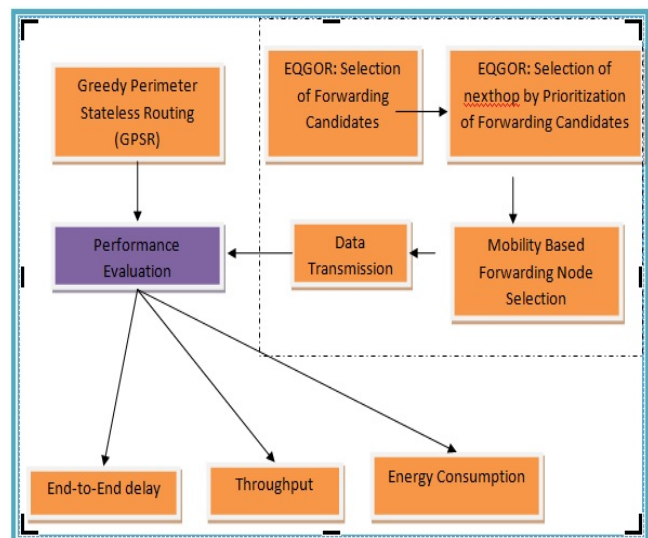 Greedy Perimeter
Stateless Routing
(GPSR)
EQGOR: Selection
of Forwarding
Candidates
EQGOR: Selection of
nexthop by Prioritization
of Forwarding Candidates
Performance
Evaluation
Data
Transmission
Mobility Based
Forwarding Node
Selection
End-to-End delay
Throughput
Energy Consumption